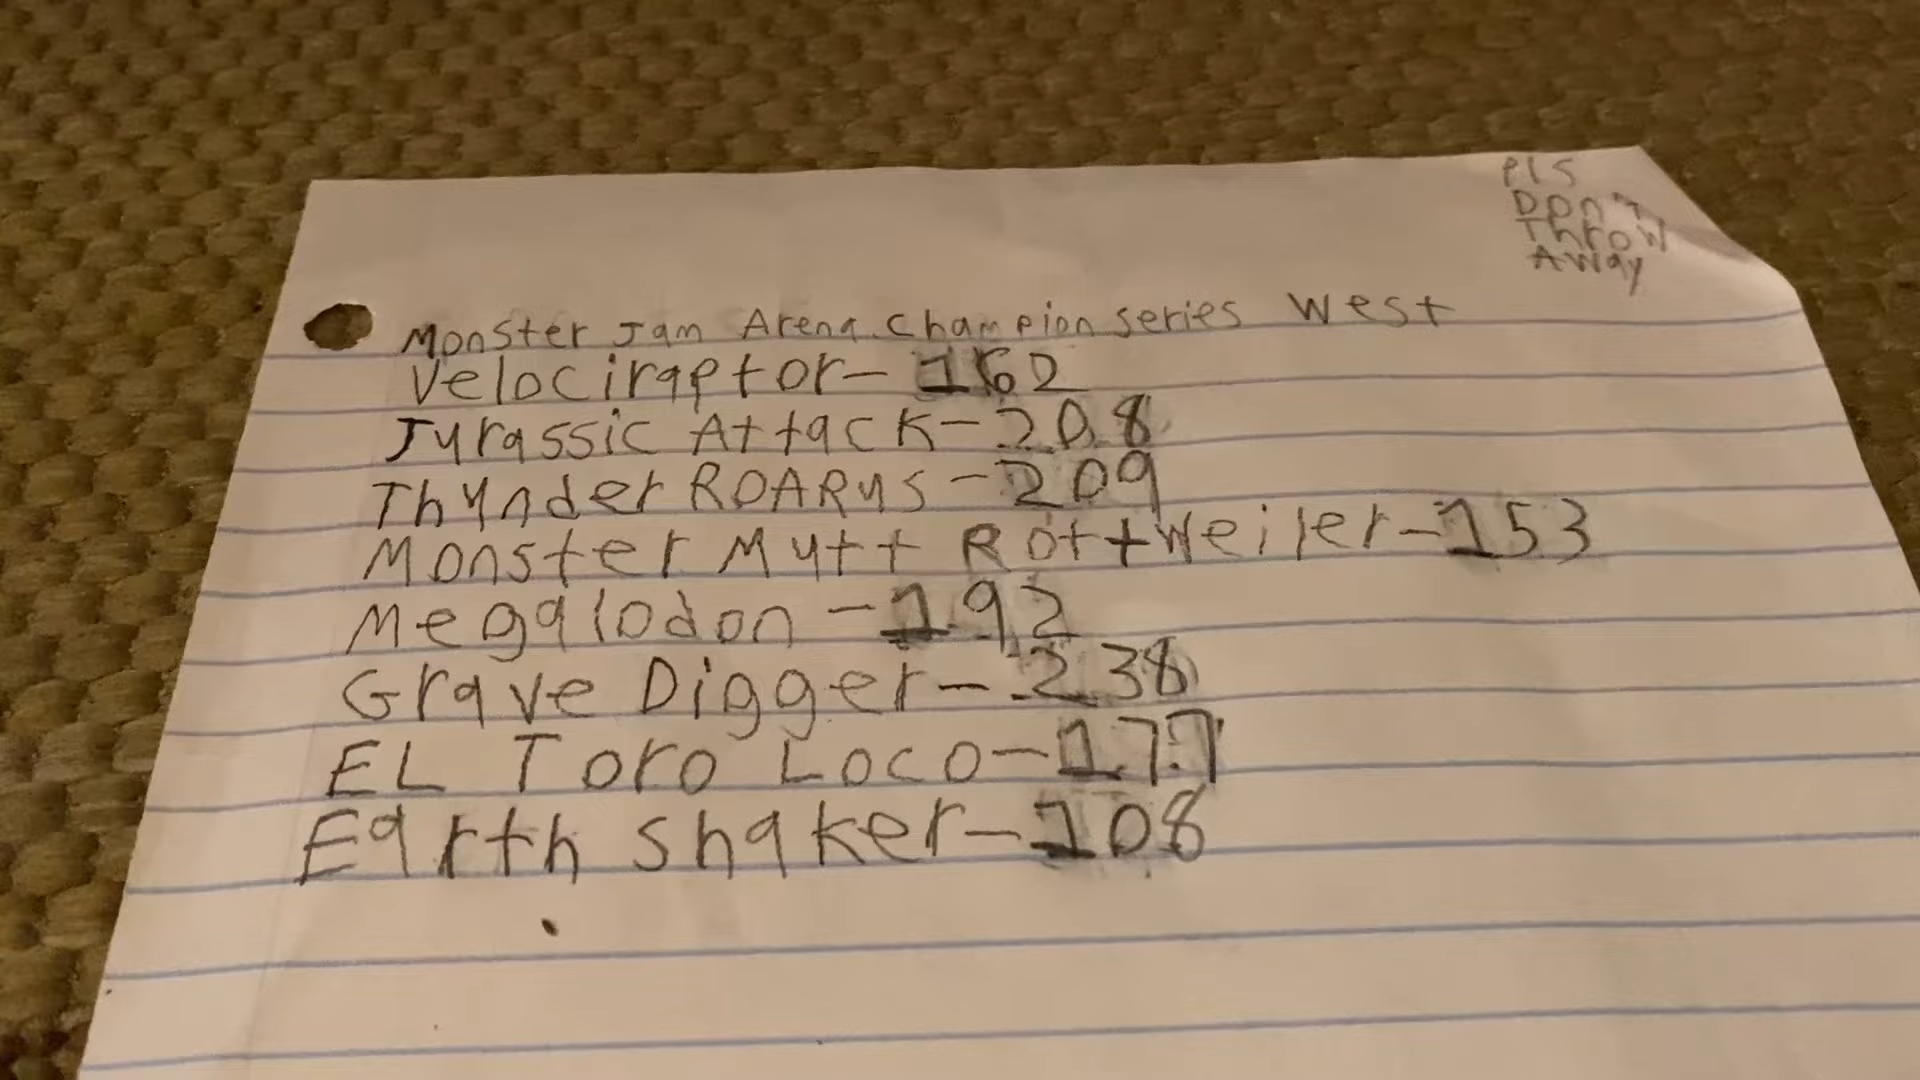 Pls
Don't
Throw
Away
Monster Jam Arena Champion series West
Velociraptor- 162
Jurassic Attack-208
Thunder ROARUS-209
Monster Mutt Rottweiler-153
Megalodon-192
Grave Digger-238
EL Toro Loco-177
Earth shaker-108